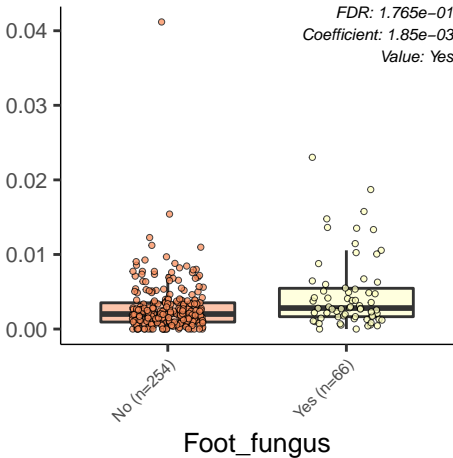 FDR: 1.765e−01
Coefficient: 1.85e−03
Value: Yes
0.04
0.03
0.02
0.01
0.00
No (n=254)
Yes (n=66)
Foot_fungus